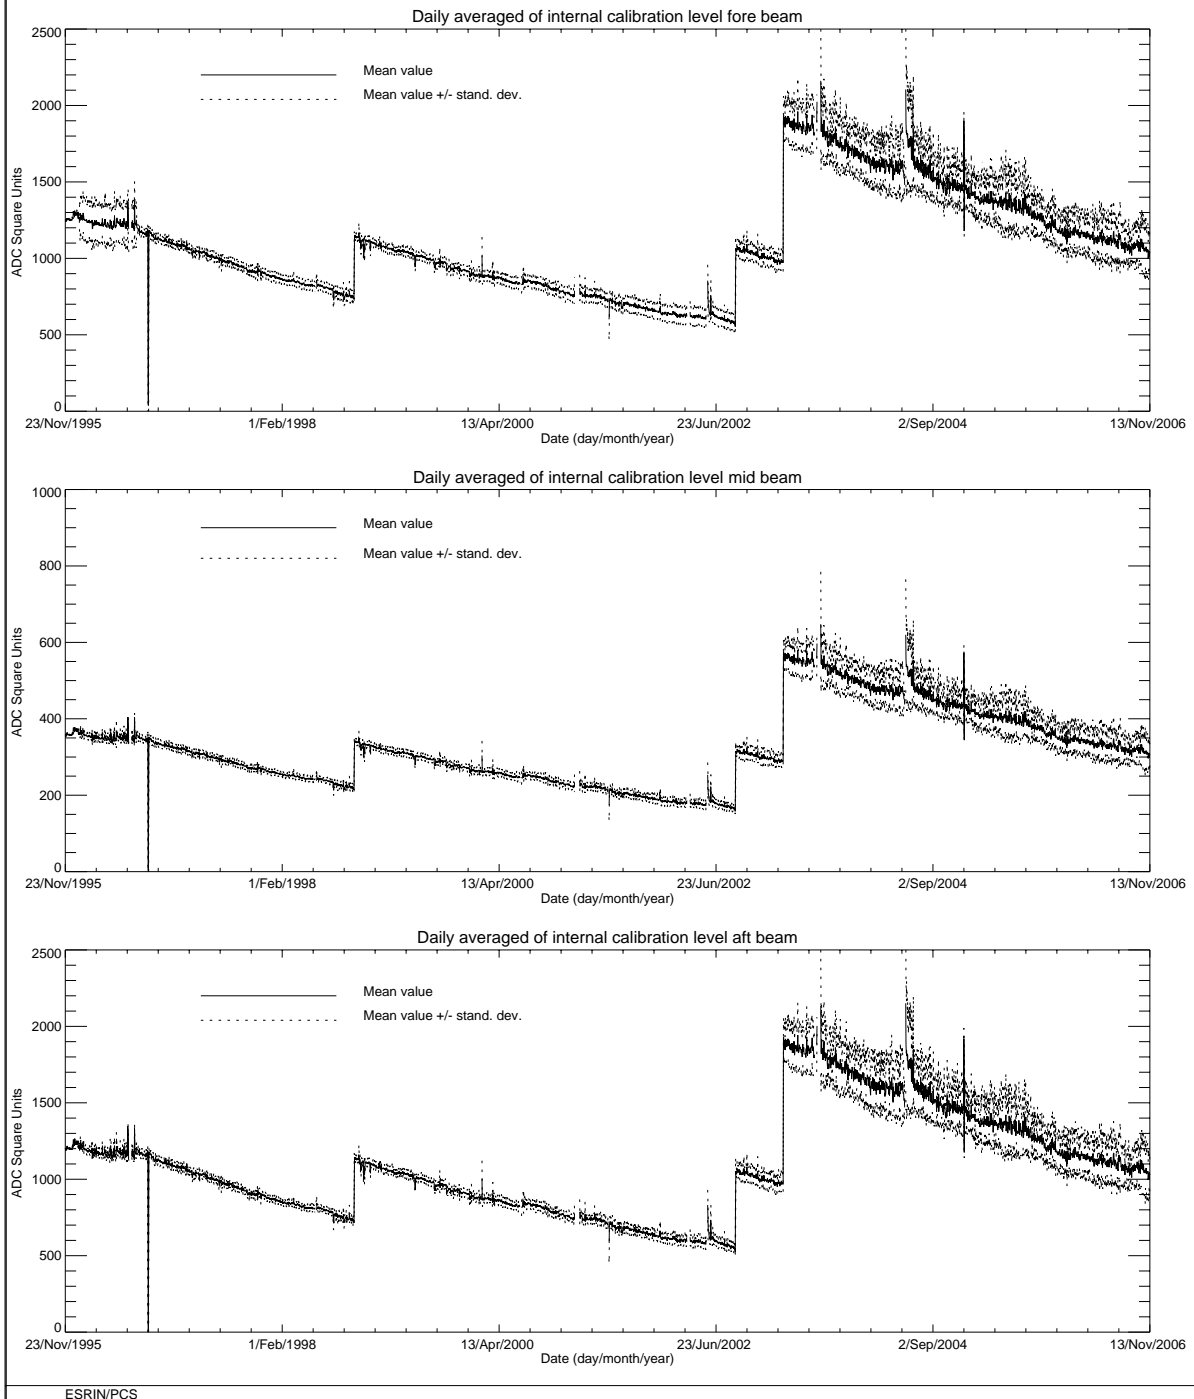 Daily averaged of internal calibration level fore beam
2500
2000
1500
1000
500
0
ADC Square Units
Mean value
Mean value +/- stand. dev.
23/Nov/1995 1/Feb/1998 13/Apr/2000 23/Jun/2002 2/Sep/2004 13/Nov/2006
Date (day/month/year)
Daily averaged of internal calibration level mid beam
1000
800
600
400
200
0
ADC Square Units
Mean value
Mean value +/- stand. dev.
23/Nov/1995 1/Feb/1998 13/Apr/2000 23/Jun/2002 2/Sep/2004 13/Nov/2006
Date (day/month/year)
Daily averaged of internal calibration level aft beam
2500
2000
1500
1000
500
0
ADC Square Units
Mean value
Mean value +/- stand. dev.
23/Nov/1995 1/Feb/1998 13/Apr/2000 23/Jun/2002 2/Sep/2004 13/Nov/2006
Date (day/month/year)
ESRIN/PCS